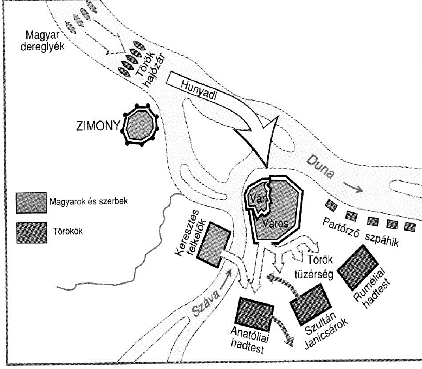 Magyar
dereglyék
Török
hajózár
Hunyadi
ZIMONY
Duna
Vár
Város
Magyarok és szerbek
Törökök
Keresztes
felkelők
Partőrző szpáhik
Török
tüzérség
Száva
Ruméliai
hadtest
Szultán
Janicsárok
Anatóliai
hadtest